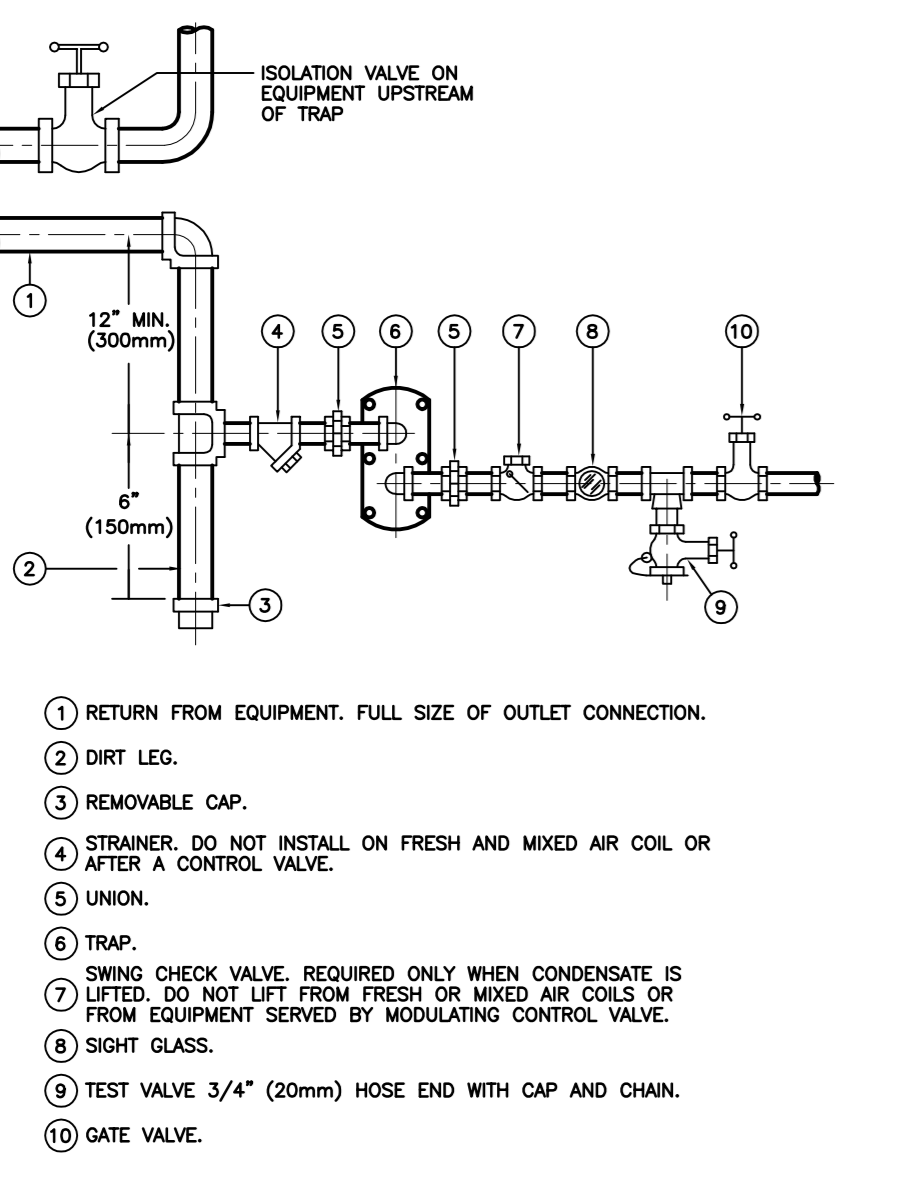 ISOLATION VALVE ON
EQUIPMENT UPSTREAM
OF TRAP
1
12" MIN.
(300mm)
4
5
6
5
7
8
10
6"
(150mm)
2
3
9
1 RETURN FROM EQUIPMENT. FULL SIZE OF OUTLET CONNECTION.
2 DIRT LEG.
3 REMOVABLE CAP.
4 STRAINER. DO NOT INSTALL ON FRESH AND MIXED AIR COIL OR
AFTER A CONTROL VALVE.
5 UNION.
6 TRAP.
7 SWING CHECK VALVE. REQUIRED ONLY WHEN CONDENSATE IS
LIFTED. DO NOT LIFT FROM FRESH OR MIXED AIR COILS OR
FROM EQUIPMENT SERVED BY MODULATING CONTROL VALVE.
8 SIGHT GLASS.
9 TEST VALVE 3/4" (20mm) HOSE END WITH CAP AND CHAIN.
10 GATE VALVE.